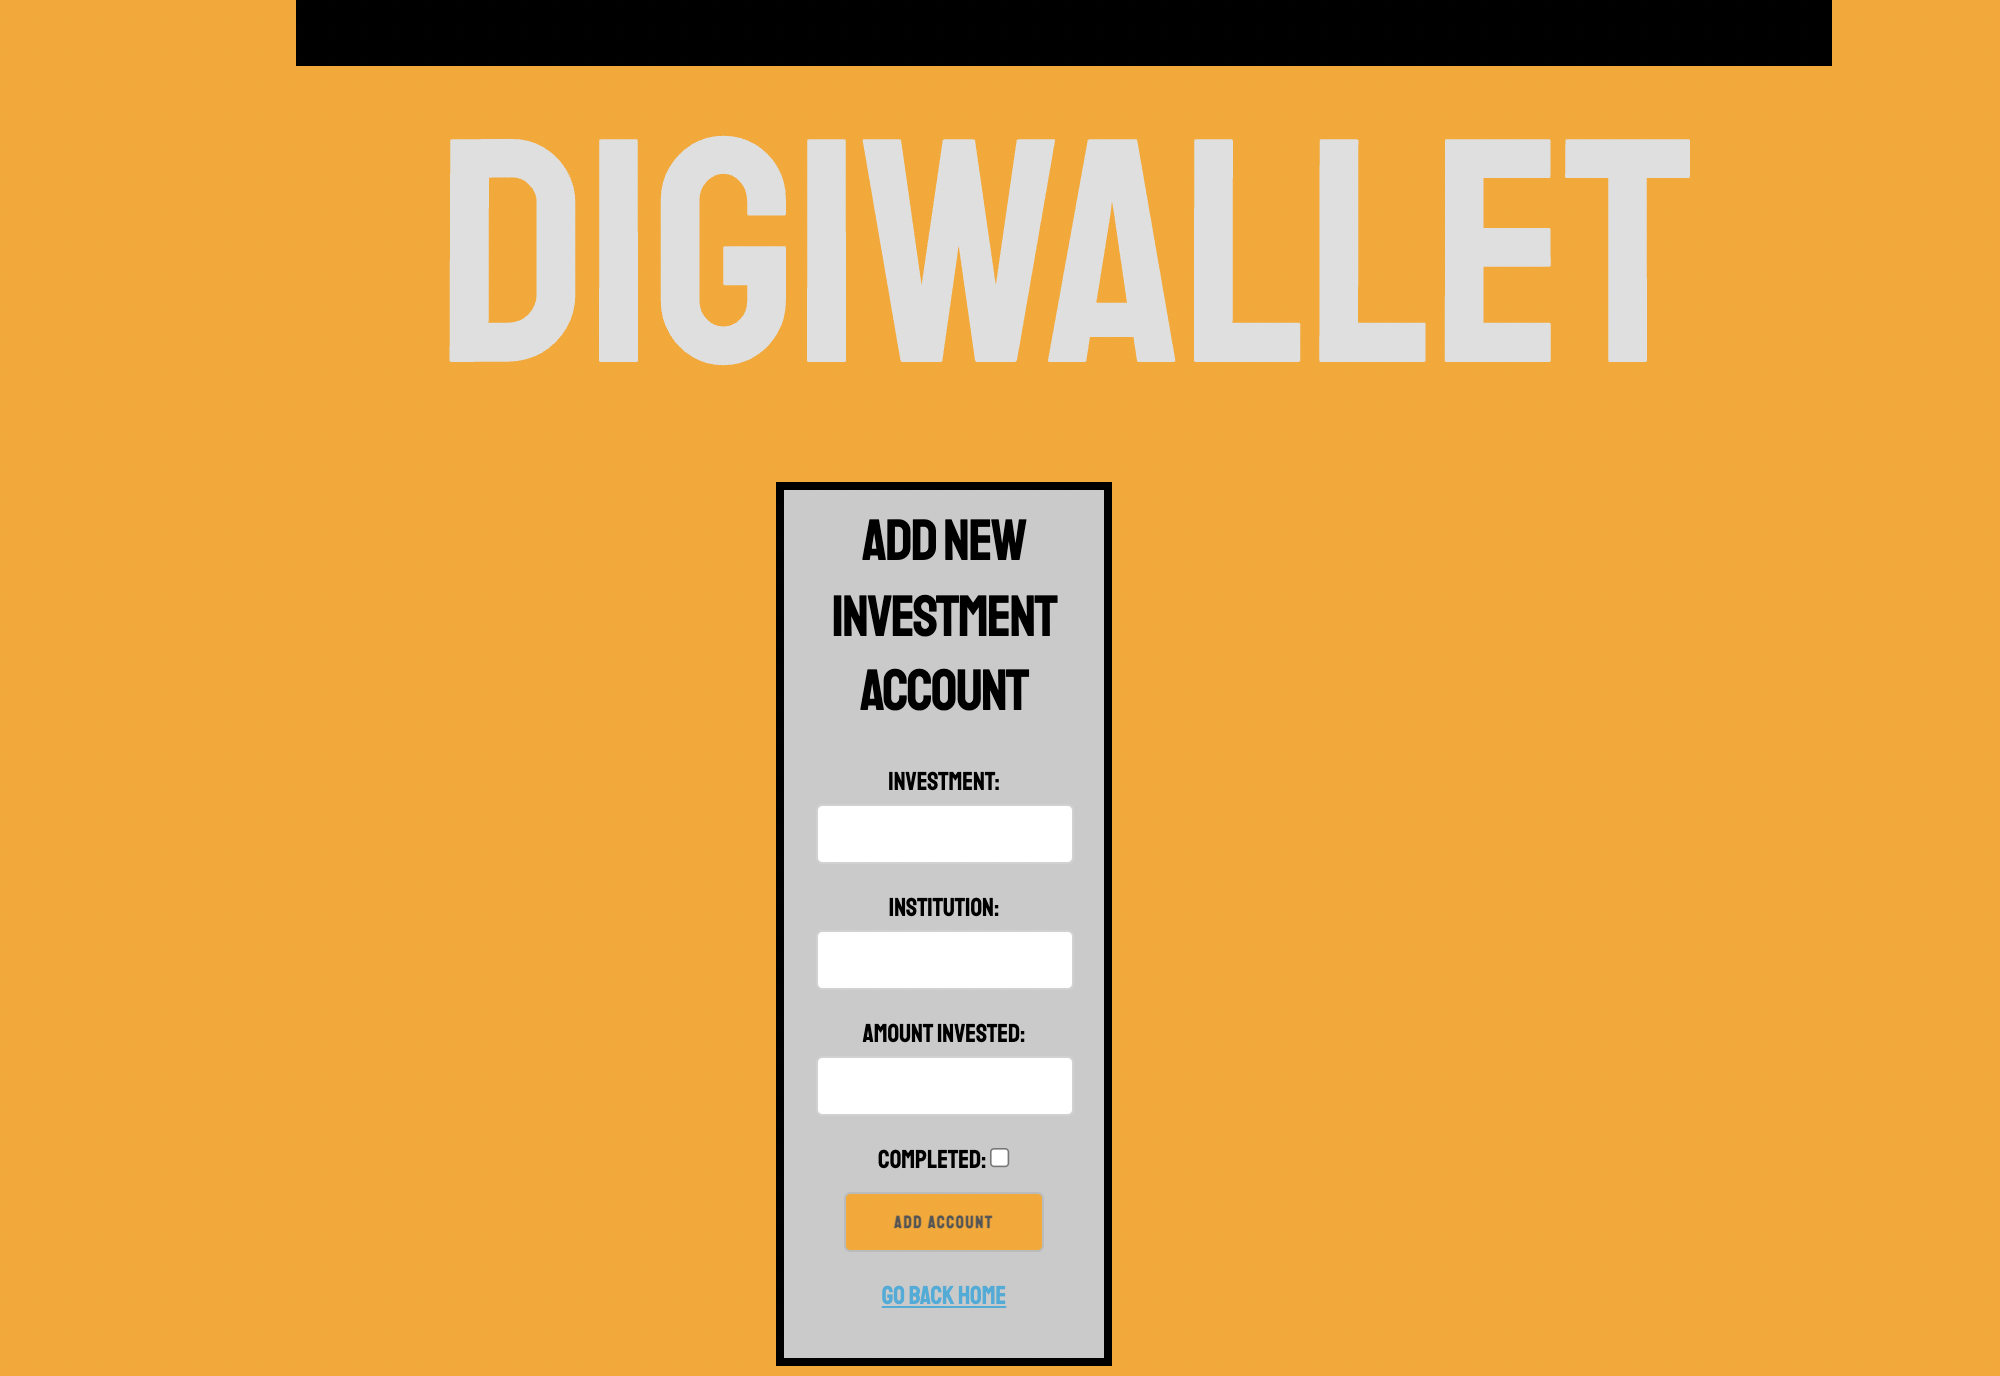 DIGIWALLET
ADD NEW
INVESTMENT
ACCOUNT
INVESTMENT:
INSTITUTION:
AMOUNT INVESTED:
COMPLETED:
ADD ACCOUNT
GO BACK HOME